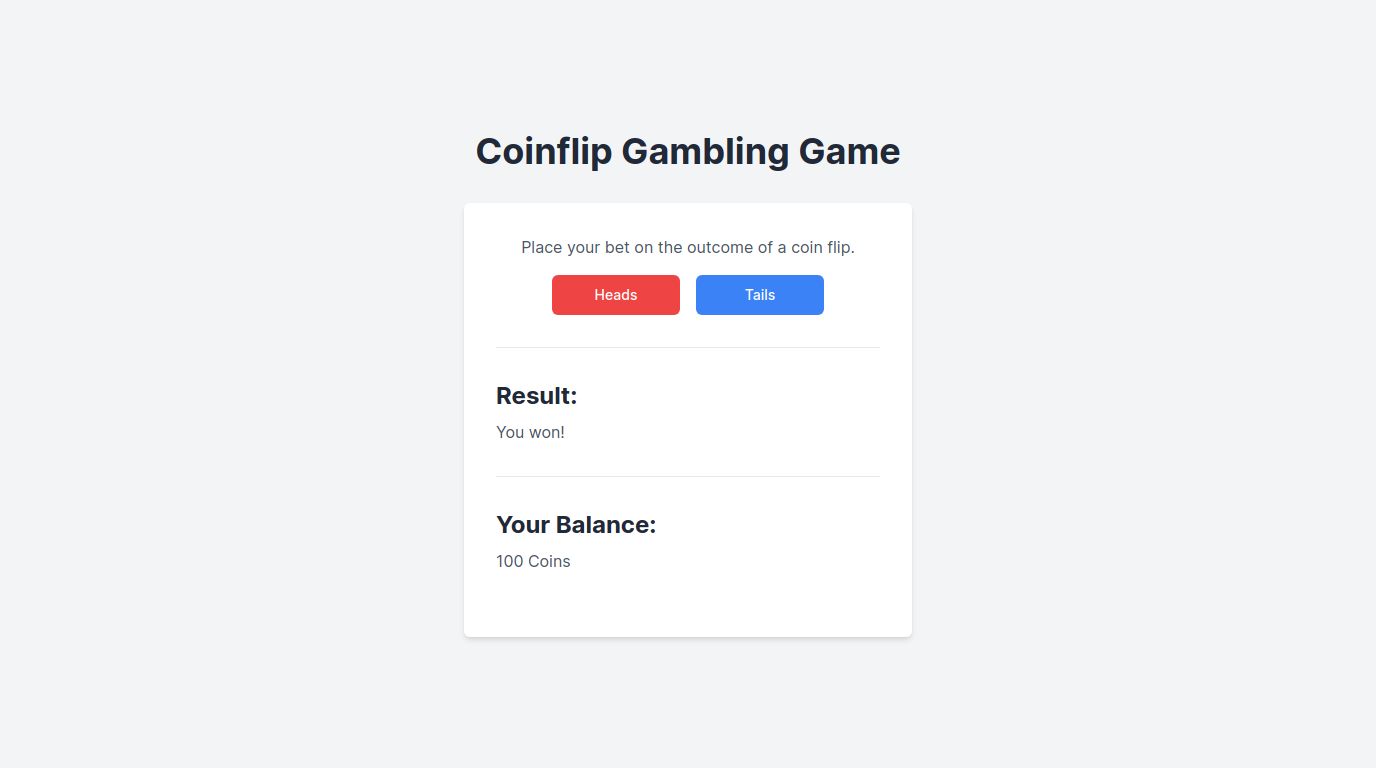 Coinflip Gambling Game
Place your bet on the outcome of a coin flip.
Heads
Tails
Result:
You won!
Your Balance:
100 Coins